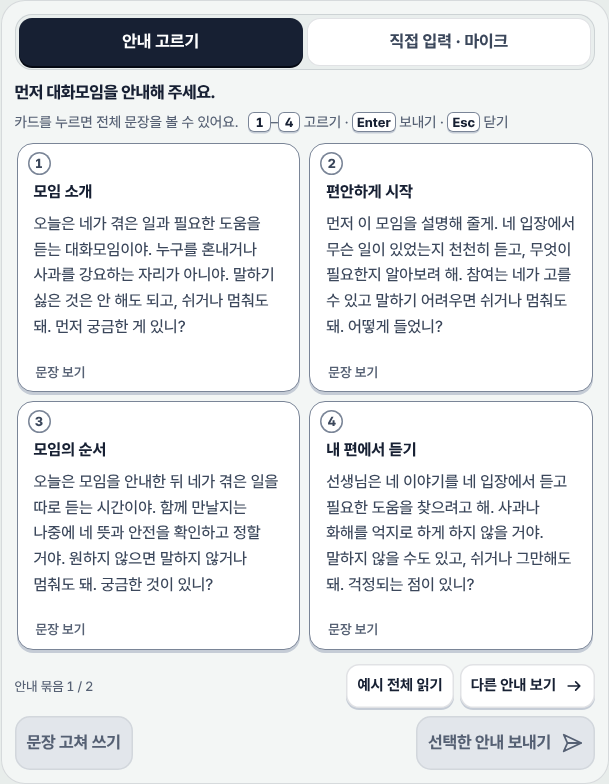 안내 고르기
직접 입력 · 마이크
먼저 대화모임을 안내해 주세요.
카드를 누르면 전체 문장을 볼 수 있어요. 1–4 고르기 · Enter 보내기 · Esc 닫기
1
모임 소개
오늘은 네가 겪은 일과 필요한 도움을
듣는 대화모임이야. 누구를 혼내거나
사과를 강요하는 자리가 아니야. 말하기
싫은 것은 안 해도 되고, 쉬거나 멈춰도
돼. 먼저 궁금한 게 있니?
문장 보기
2
편안하게 시작
먼저 이 모임을 설명해 줄게. 네 입장에서
무슨 일이 있었는지 천천히 듣고, 무엇이
필요한지 알아보려 해. 참여는 네가 고를
수 있고 말하기 어려우면 쉬거나 멈춰도
돼. 어떻게 들었니?
문장 보기
3
모임의 순서
오늘은 모임을 안내한 뒤 네가 겪은 일을
따로 듣는 시간이야. 함께 만날지는
나중에 네 뜻과 안전을 확인하고 정할
거야. 원하지 않으면 말하지 않거나
멈춰도 돼. 궁금한 것이 있니?
문장 보기
4
내 편에서 듣기
선생님은 네 이야기를 네 입장에서 듣고
필요한 도움을 찾으려고 해. 사과나
화해를 억지로 하게 하지 않을 거야.
말하지 않을 수도 있고, 쉬거나 그만해도
돼. 걱정되는 점이 있니?
문장 보기
안내 묶음 1 / 2
예시 전체 읽기
다른 안내 보기 →
문장 고쳐 쓰기
선택한 안내 보내기